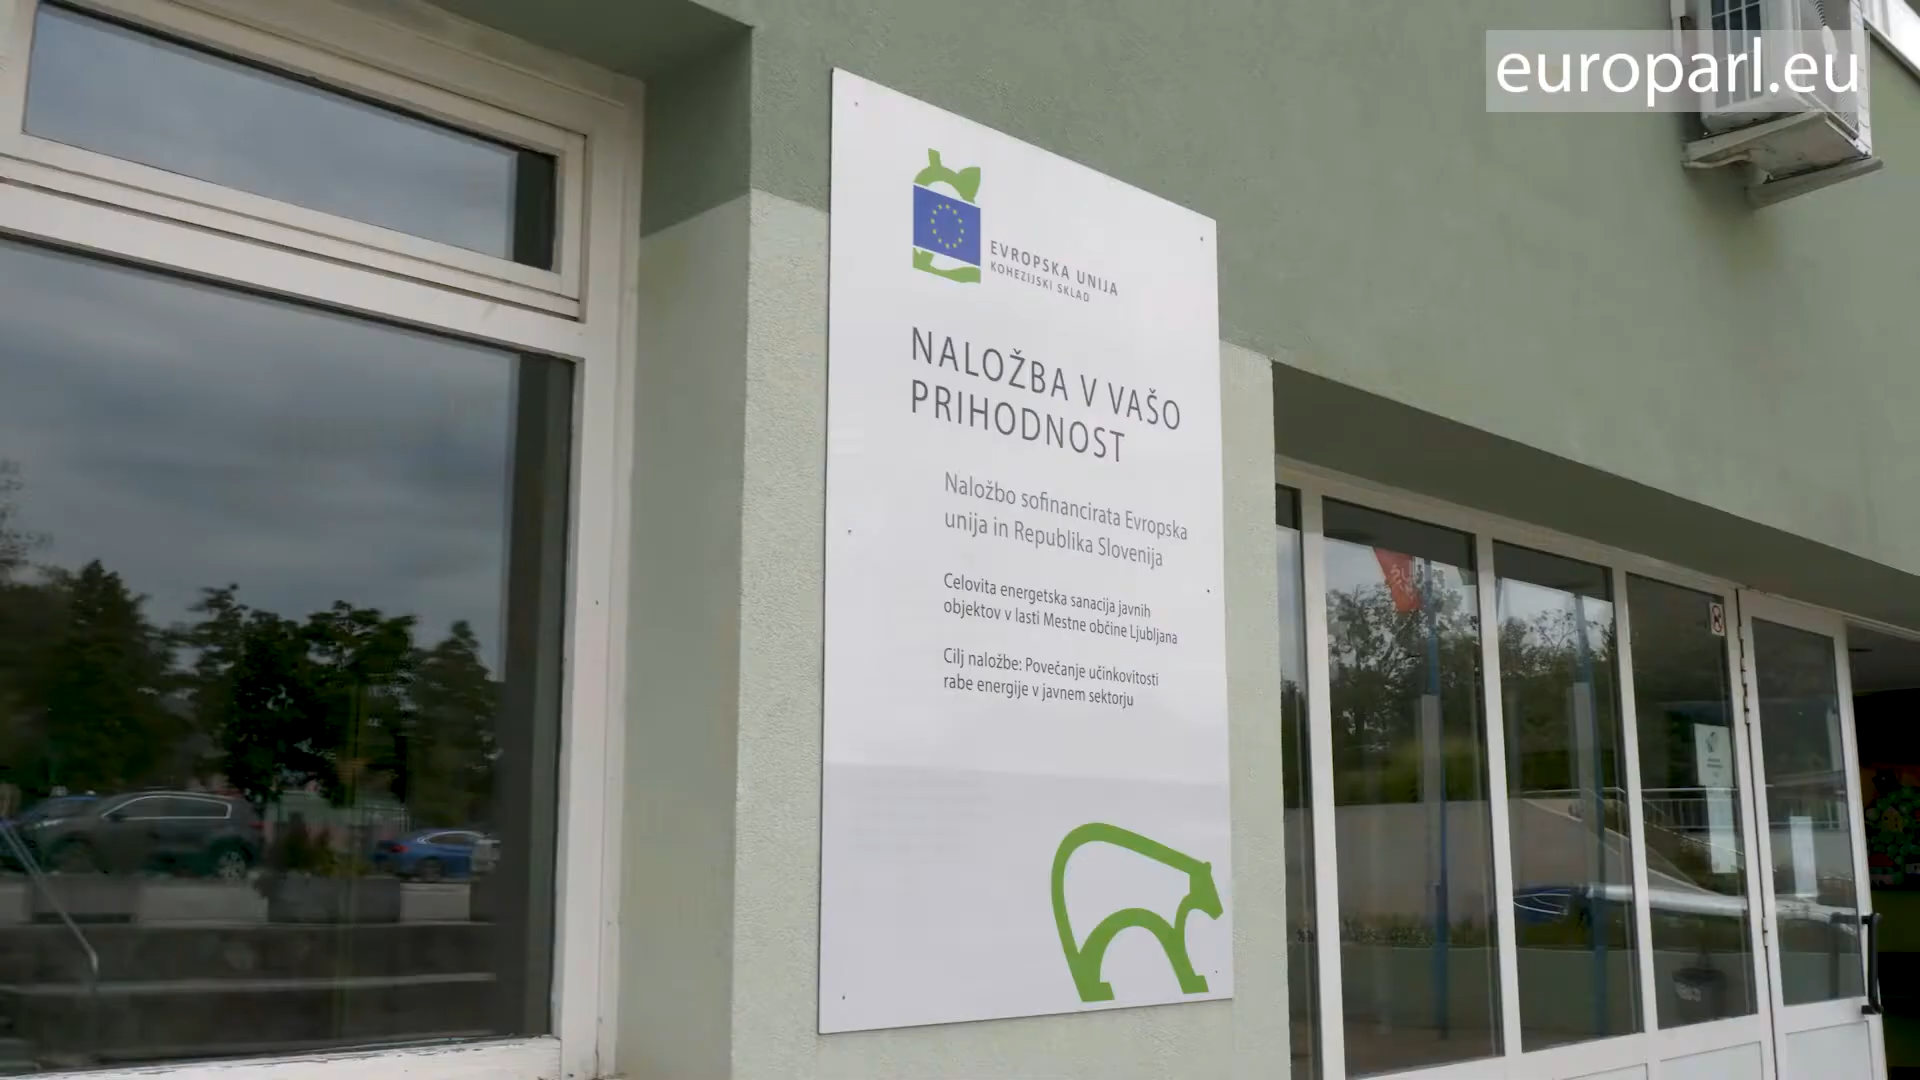 europarl.eu
EVROPSKA UNIJA
KOHEZIJSKI SKLAD
NALOŽBA V VAŠO
PRIHODNOST
Naložbo sofinancirata Evropska
unija in Republika Slovenija
Celovita energetska sanacija javnih
objektov v lasti Mestne občine Ljubljana
Cilj naložbe: Povečanje učinkovitosti
rabe energije v javnem sektorju